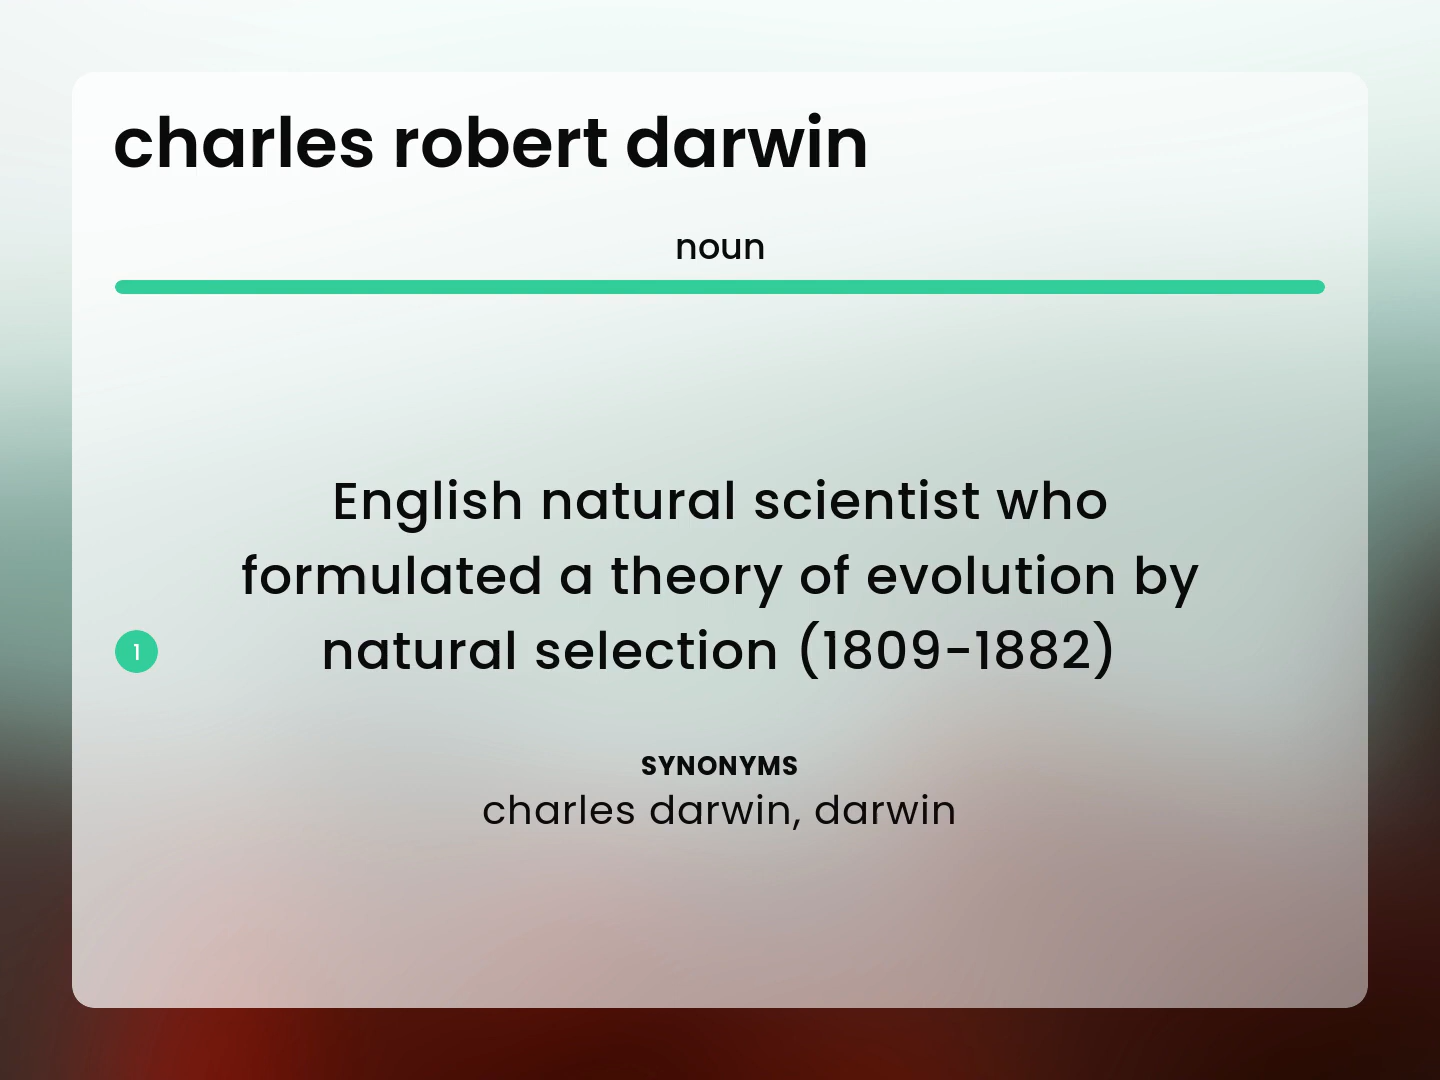 charles robert darwin
noun
English natural scientist who
formulated a theory of evolution by
1 natural selection (1809-1882)
SYNONYMS
charles darwin, darwin